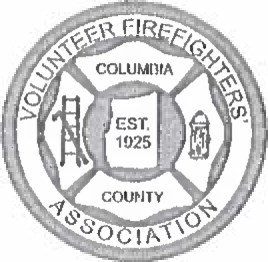 VOLUNTEER FIREFIGHTERS'
COLUMBIA
EST.
1925
COUNTY
ASSOCIATION